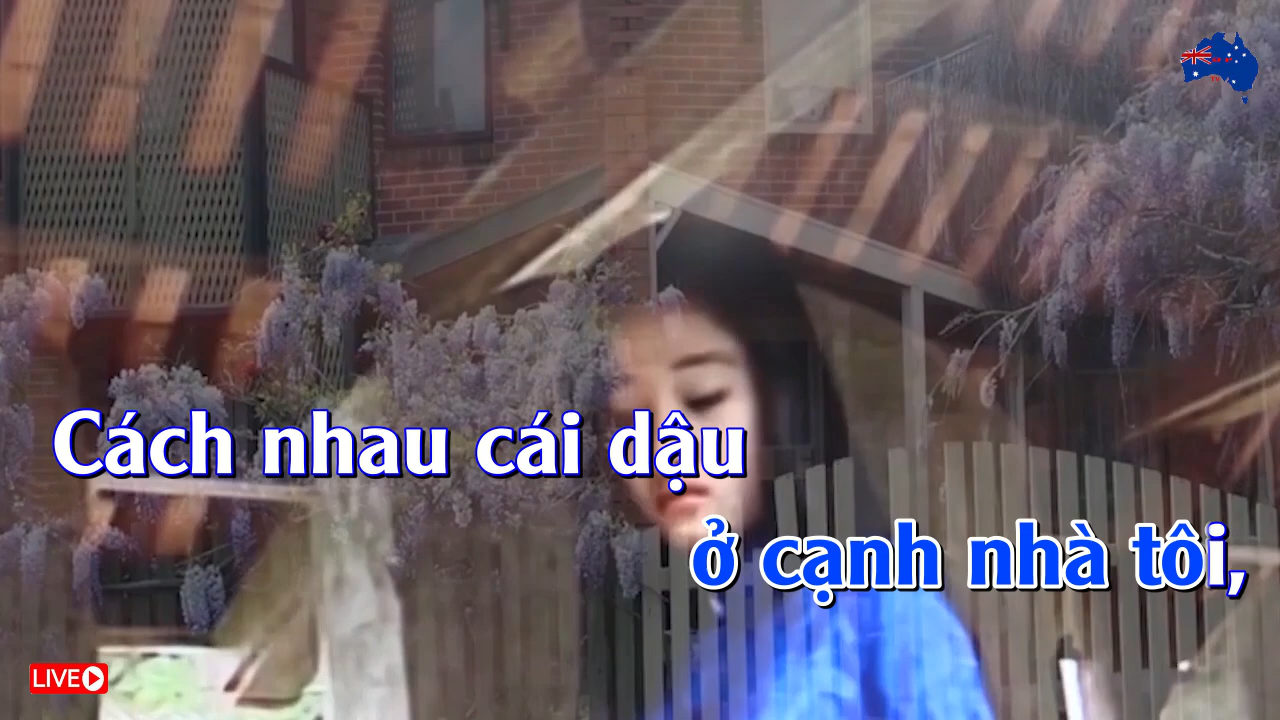 Cách nhau cái dậu
ở cạnh nhà tôi,
LIVE